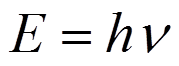 E = hν